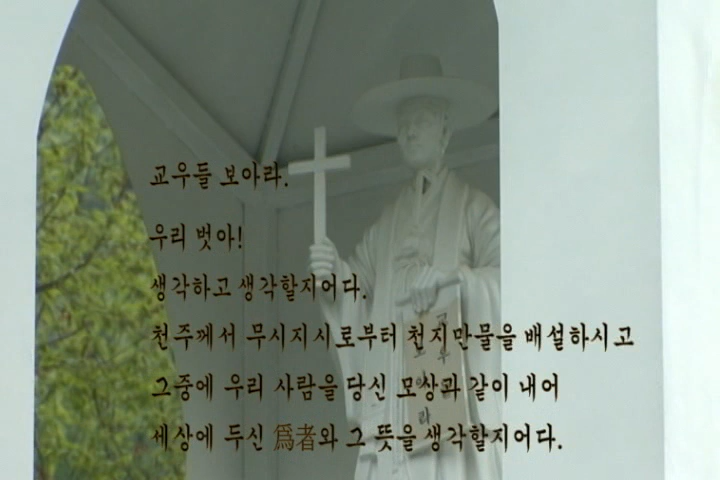 교우들 보아라.
우리 벗아!
생각하고 생각할지어다.
천주께서 무시지시로부터 천지만물을 배설하시고
그중에 우리 사람을 당신 모상과 같이 내어
세상에 두신 爲者와 그 뜻을 생각할지어다.